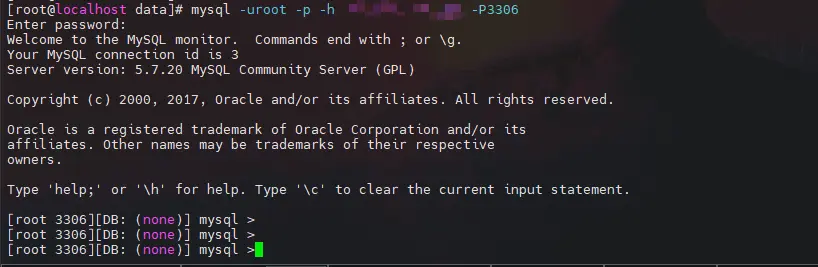 [root@localhost data]# mysql -uroot -p -h -P3306
Enter password:
Welcome to the MySQL monitor.  Commands end with ; or \g.
Your MySQL connection id is 3
Server version: 5.7.20 MySQL Community Server (GPL)
Copyright (c) 2000, 2017, Oracle and/or its affiliates. All rights reserved.
Oracle is a registered trademark of Oracle Corporation and/or its
affiliates. Other names may be trademarks of their respective
owners.
Type 'help;' or '\h' for help. Type '\c' to clear the current input statement.
[root 3306][DB: (none)] mysql >
[root 3306][DB: (none)] mysql >
[root 3306][DB: (none)] mysql >